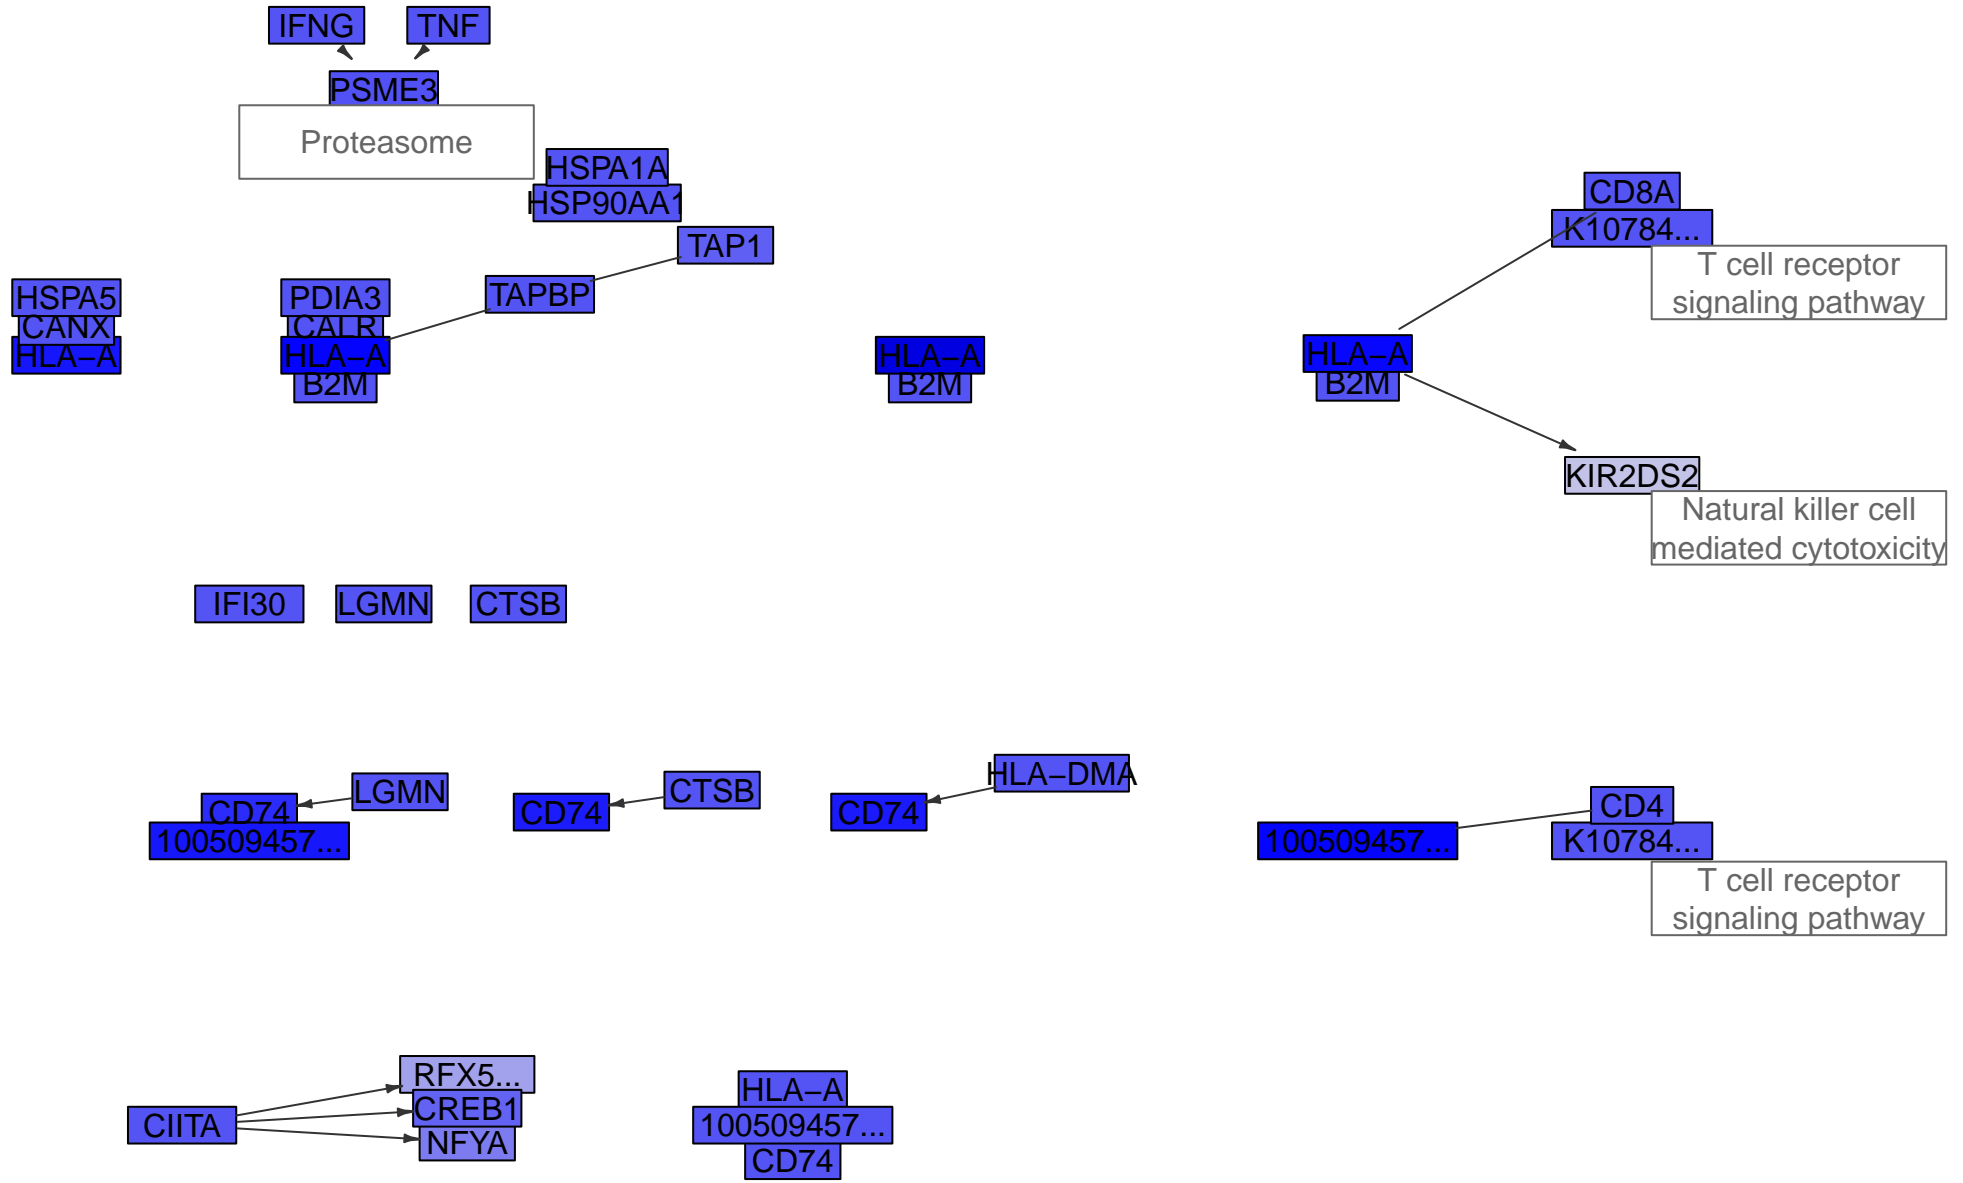 IFNG
TNF
PSME3
Proteasome
HSPA1A
HSP90AA1
TAP1
TAPBP
CD8A
K10784...
T cell receptor
signaling pathway
HSPA5
CANX
HLA−A
PDIA3
CALR
HLA−A
B2M
HLA−A
B2M
HLA−A
B2M
KIR2DS2
Natural killer cell
mediated cytotoxicity
IFI30
LGMN
CTSB
LGMN
CD74
100509457...
CTSB
CD74
HLA−DMA
CD74
CD4
100509457...
K10784...
T cell receptor
signaling pathway
CIITA
RFX5...
CREB1
NFYA
HLA−A
100509457...
CD74